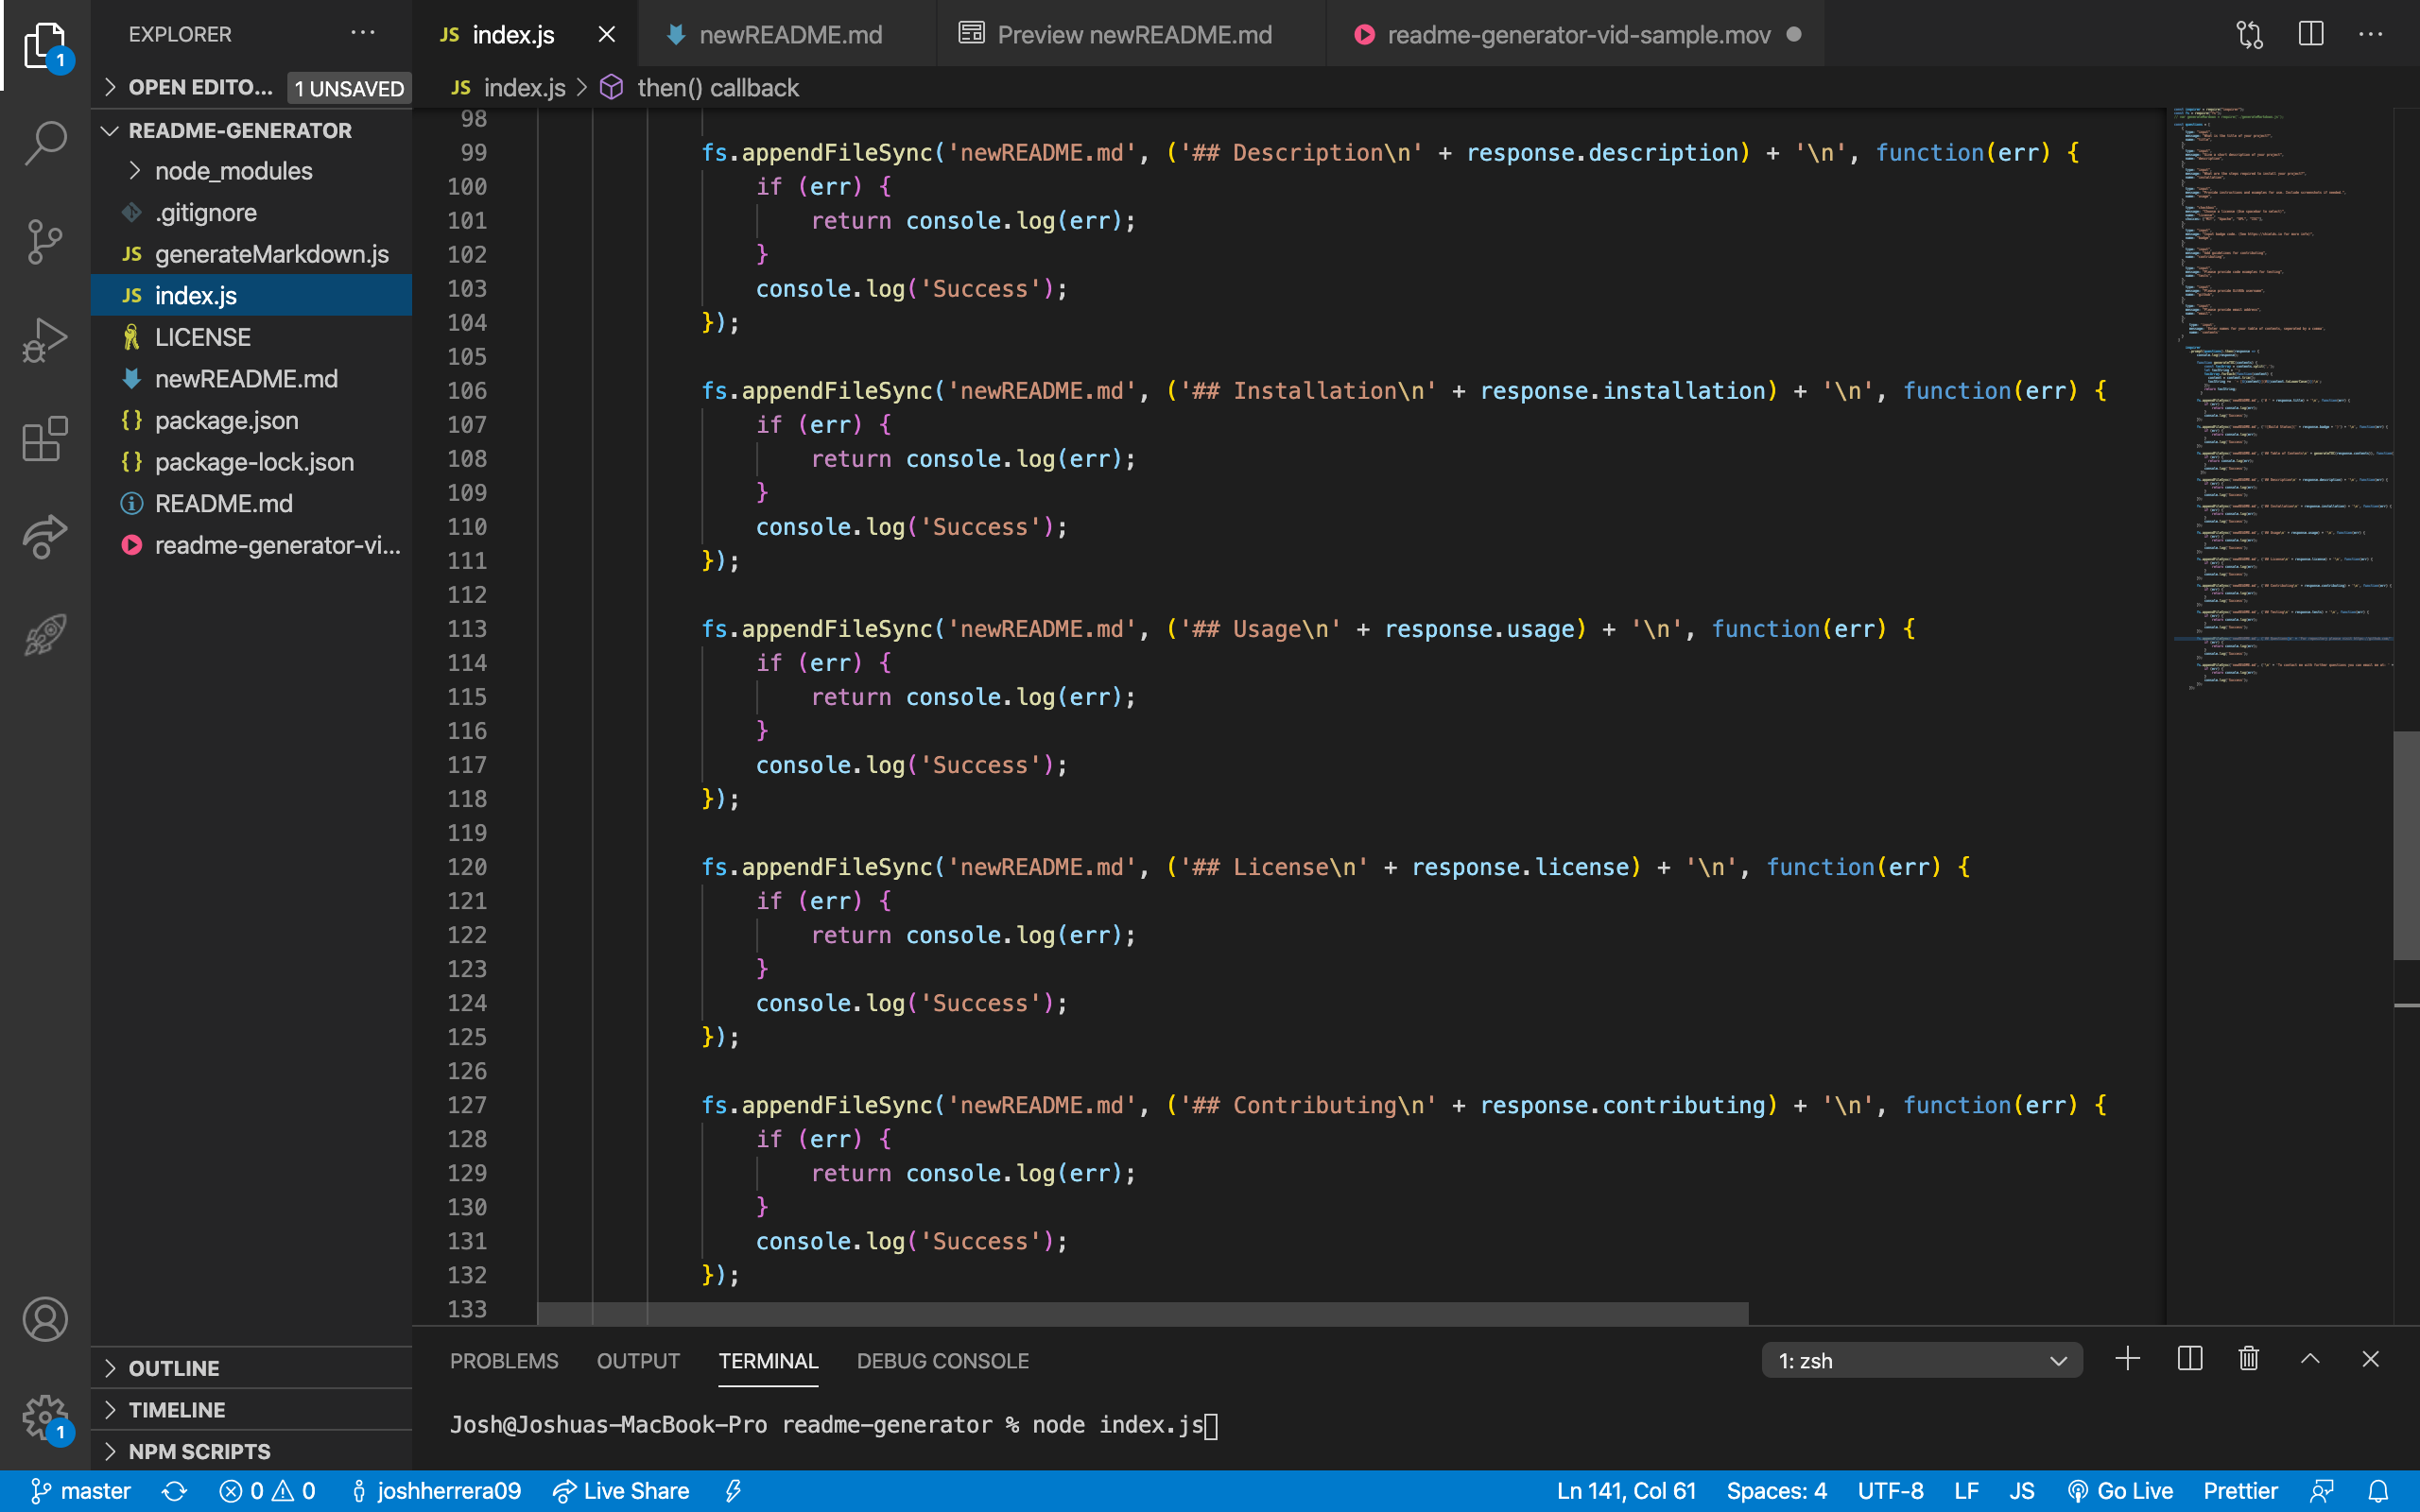 EXPLORER
OPEN EDITO... 1 UNSAVED
README-GENERATOR
node_modules
.gitignore
JS generateMarkdown.js
JS index.js
LICENSE
newREADME.md
{} package.json
{} package-lock.json
README.md
readme-generator-vi...
OUTLINE
TIMELINE
NPM SCRIPTS
1
1
JS index.js
newREADME.md
Preview newREADME.md
readme-generator-vid-sample.mov
JS index.js > then() callback
98
99 fs.appendFileSync('newREADME.md', ('## Description\n' + response.description) + '\n', function(err) {
100 if (err) {
101 return console.log(err);
102 }
103 console.log('Success');
104 });
105
106 fs.appendFileSync('newREADME.md', ('## Installation\n' + response.installation) + '\n', function(err) {
107 if (err) {
108 return console.log(err);
109 }
110 console.log('Success');
111 });
112
113 fs.appendFileSync('newREADME.md', ('## Usage\n' + response.usage) + '\n', function(err) {
114 if (err) {
115 return console.log(err);
116 }
117 console.log('Success');
118 });
119
120 fs.appendFileSync('newREADME.md', ('## License\n' + response.license) + '\n', function(err) {
121 if (err) {
122 return console.log(err);
123 }
124 console.log('Success');
125 });
126
127 fs.appendFileSync('newREADME.md', ('## Contributing\n' + response.contributing) + '\n', function(err) {
128 if (err) {
129 return console.log(err);
130 }
131 console.log('Success');
132 });
133
PROBLEMS OUTPUT TERMINAL DEBUG CONSOLE 1: zsh
Josh@Joshuas-MacBook-Pro readme-generator % node index.js
master 0 0 joshherrera09 Live Share Ln 141, Col 61 Spaces: 4 UTF-8 LF JS Go Live Prettier